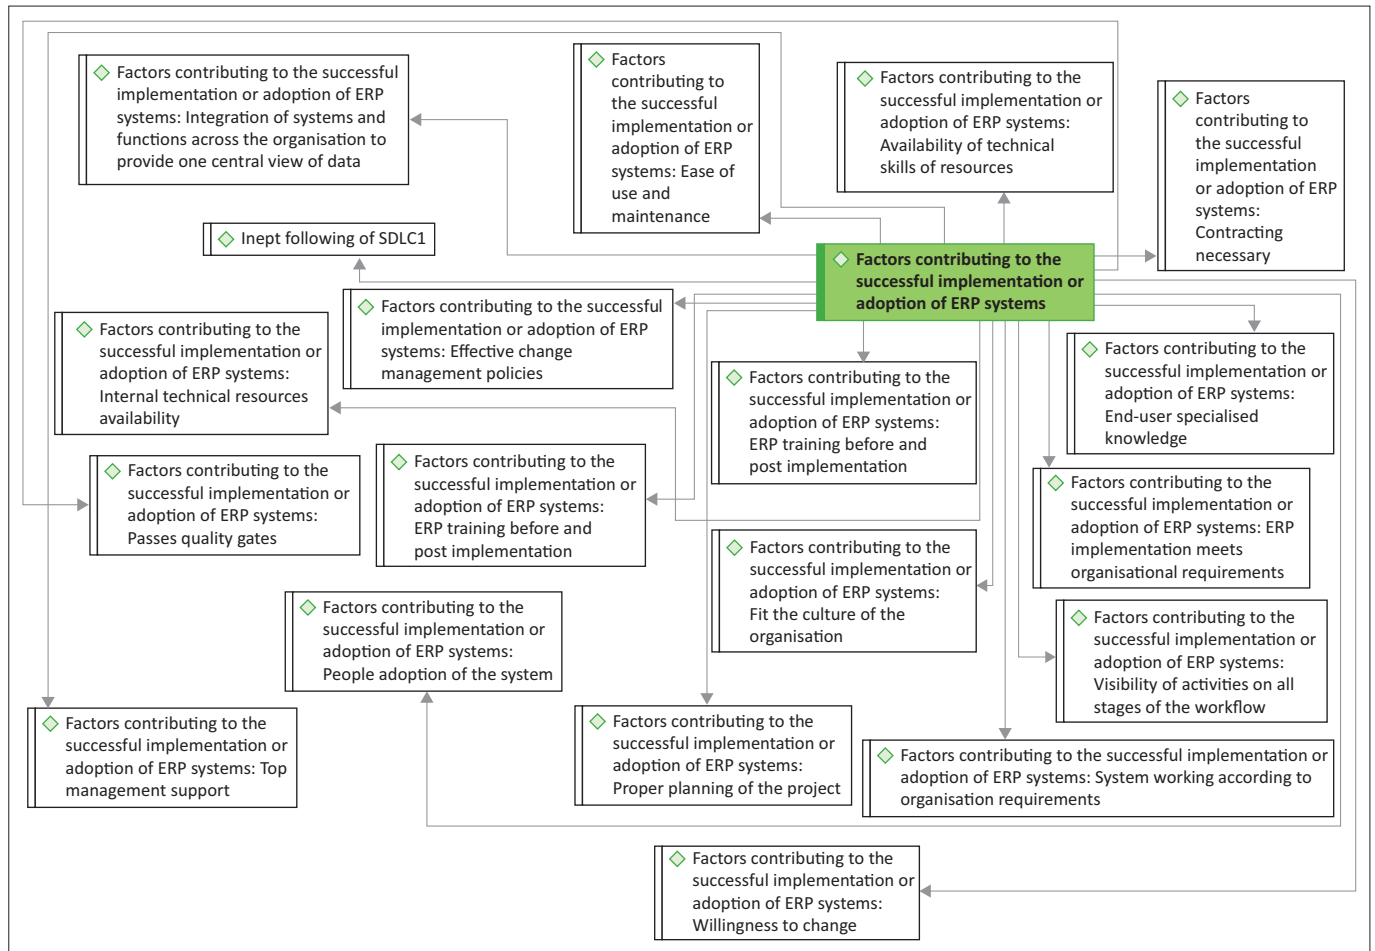 Factors contributing to the successful
implementation or adoption of ERP
systems: Integration of systems and
functions across the organisation to
provide one central view of data
Factors
contributing to
the successful
implementation or
adoption of ERP
systems: Ease of
use and
maintenance
Factors contributing to the
successful implementation or
adoption of ERP systems:
Availability of technical
skills of resources
Factors
contributing to
the successful
implementation
or adoption of ERP
systems:
Contracting
necessary
Inept following of SDLC1
Factors contributing to the
successful implementation or
adoption of ERP systems
Factors contributing to the successful
implementation or adoption of ERP
systems: Effective change
management policies
Factors contributing to the
successful implementation or
adoption of ERP systems:
Internal technical resources
availability
Factors contributing to the
successful implementation or
adoption of ERP systems:
End-user specialised
knowledge
Factors contributing to the
successful implementation or
adoption of ERP systems:
ERP training before and
post implementation
Factors contributing to the
successful implementation or
adoption of ERP systems:
Passes quality gates
Factors contributing to the
successful implementation or
adoption of ERP systems:
ERP training before and
post implementation
Factors contributing to the
successful implementation or
adoption of ERP systems: ERP
implementation meets
organisational requirements
Factors contributing to the
successful implementation or
adoption of ERP systems:
Fit the culture of the
organisation
Factors contributing to the
successful implementation or
adoption of ERP systems:
People adoption of the system
Factors contributing to the
successful implementation or
adoption of ERP systems:
Visibility of activities on all
stages of the workflow
Factors contributing to the
successful implementation or
adoption of ERP systems: Top
management support
Factors contributing to the
successful implementation or
adoption of ERP systems:
Proper planning of the project
Factors contributing to the successful implementation or
adoption of ERP systems: System working according to
organisation requirements
Factors contributing to the
successful implementation or
adoption of ERP systems:
Willingness to change